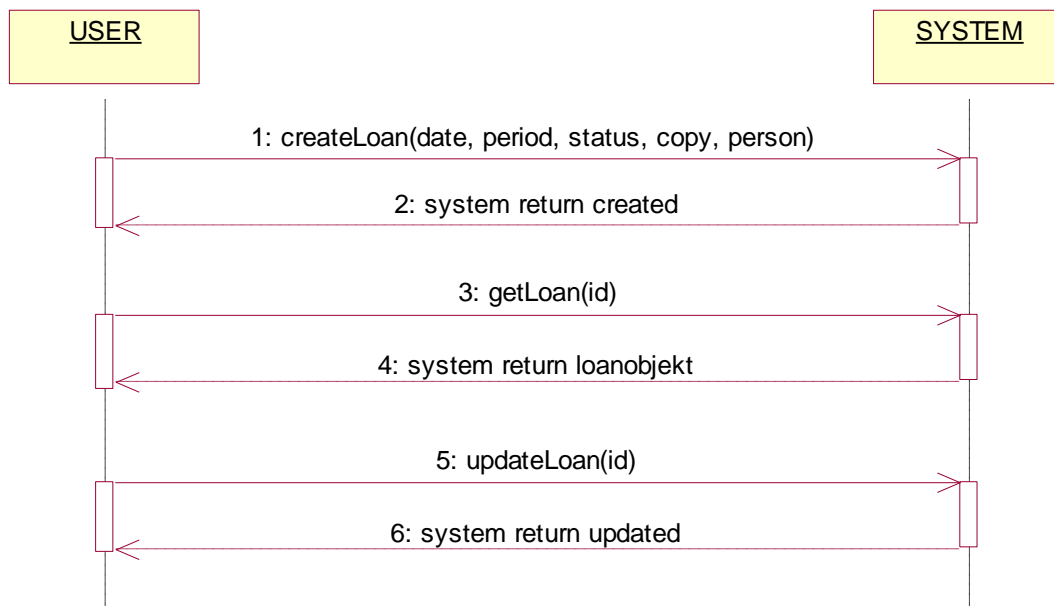 USER
SYSTEM
1: createLoan(date, period, status, copy, person)
2: system return created
3: getLoan(id)
4: system return loanobjekt
5: updateLoan(id)
6: system return updated